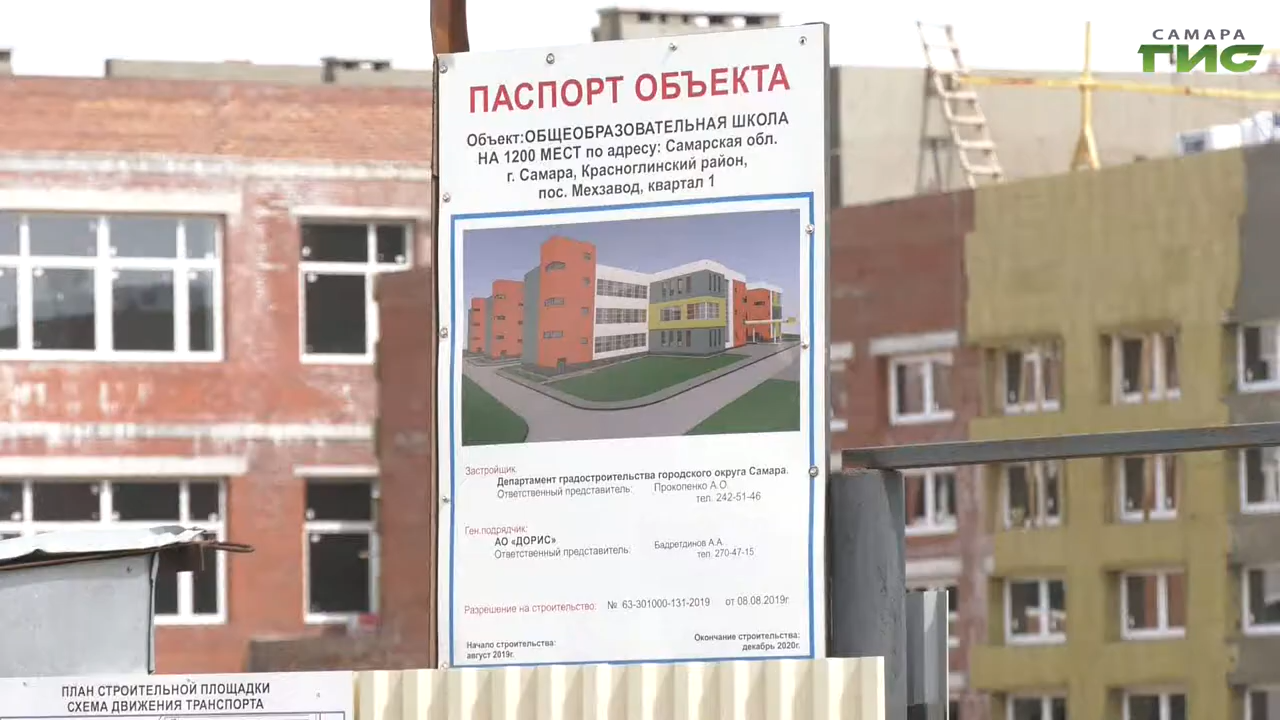 САМАРА
ГИС
ПАСПОРТ ОБЪЕКТА
Объект:ОБЩЕОБРАЗОВАТЕЛЬНАЯ ШКОЛА
НА 1200 МЕСТ по адресу: Самарская обл.
г. Самара, Красноглинский район,
пос. Мехзавод, квартал 1
Застройщик:
Департамент градостроительства городского округа Самара.
Ответственный представитель: Прокопенко А.О.
тел. 242-51-46
Ген.подрядчик:
АО «ДОРИС»
Ответственный представитель: Бадретдинов А.А.
тел. 270-47-15
Разрешение на строительство: № 63-301000-131-2019 от 08.08.2019г
Начало строительства:
август 2019г.
Окончание строительства:
декабрь 2020г.
ПЛАН СТРОИТЕЛЬНОЙ ПЛОЩАДКИ
СХЕМА ДВИЖЕНИЯ ТРАНСПОРТА